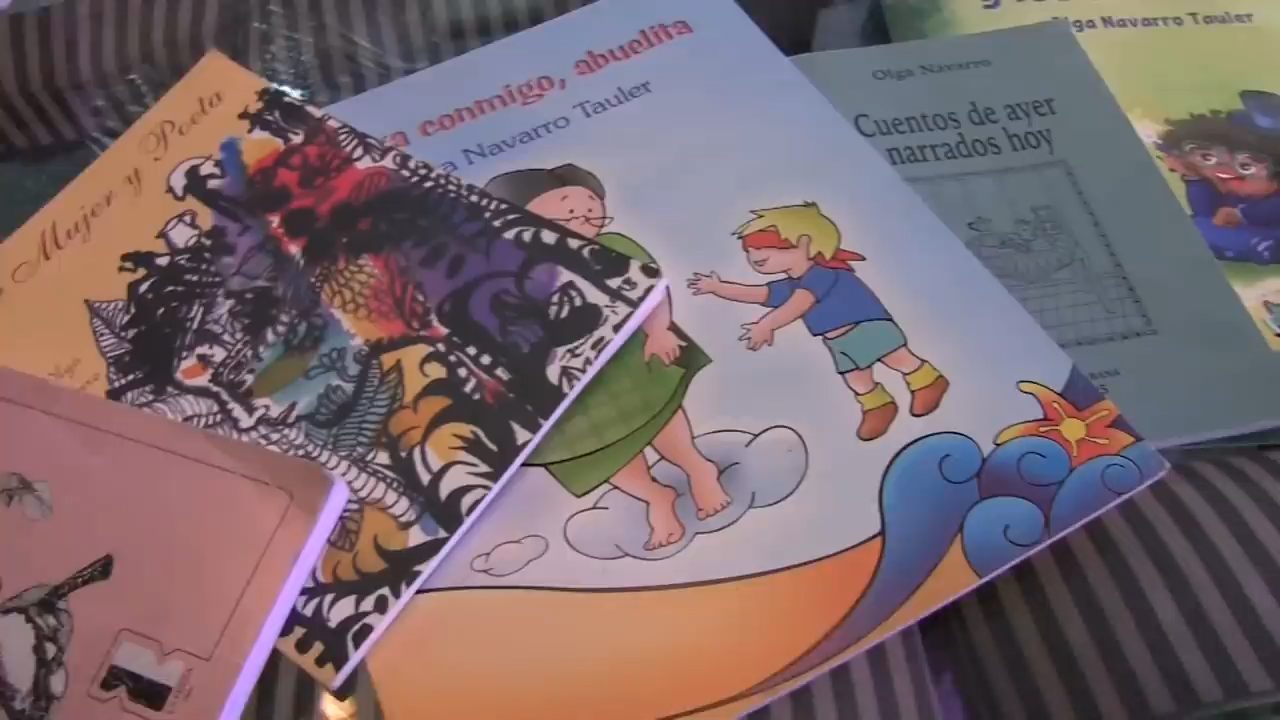 Mujer y Poeta
conmigo, abuelita
Navarro Tauler
Olga Navarro
Cuentos de ayer
narrados hoy
Olga Navarro Tauler